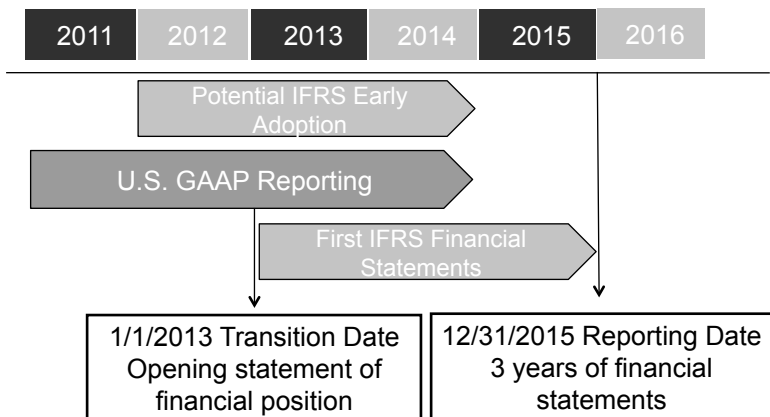 2011 2012 2013 2014 2015 2016
Potential IFRS Early
Adoption
U.S. GAAP Reporting
First IFRS Financial
Statements
1/1/2013 Transition Date
Opening statement of
financial position
12/31/2015 Reporting Date
3 years of financial
statements